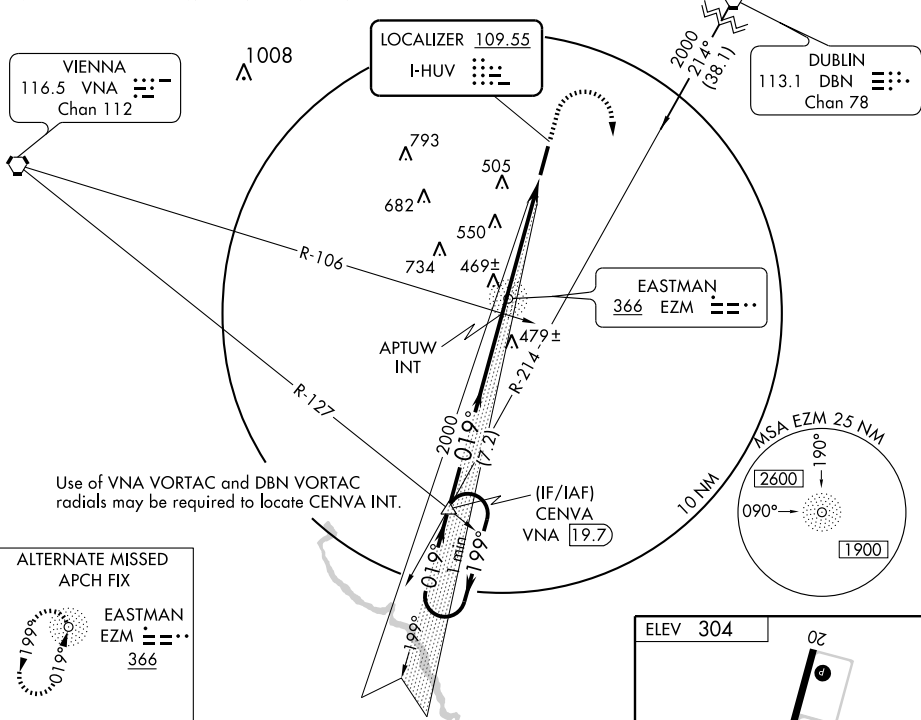 1008
LOCALIZER 109.55
I-HUV
VIENNA
116.5 VNA
Chan 112
2000
214°
(38.1)
DUBLIN
113.1 DBN
Chan 78
793
505
682
550
734
469±
R-106
EASTMAN
366 EZM
479±
APTUW
INT
R-214
R-127
2000
019°
(7.2)
MSA EZM 25 NM
190°
2600
090°
1900
10 NM
Use of VNA VORTAC and DBN VORTAC
radials may be required to locate CENVA INT.
(IF/IAF)
CENVA
VNA 19.7
019°
1 min
199°
199°
ALTERNATE MISSED
APCH FIX
EASTMAN
EZM
366
199°
019°
ELEV 304
20
P